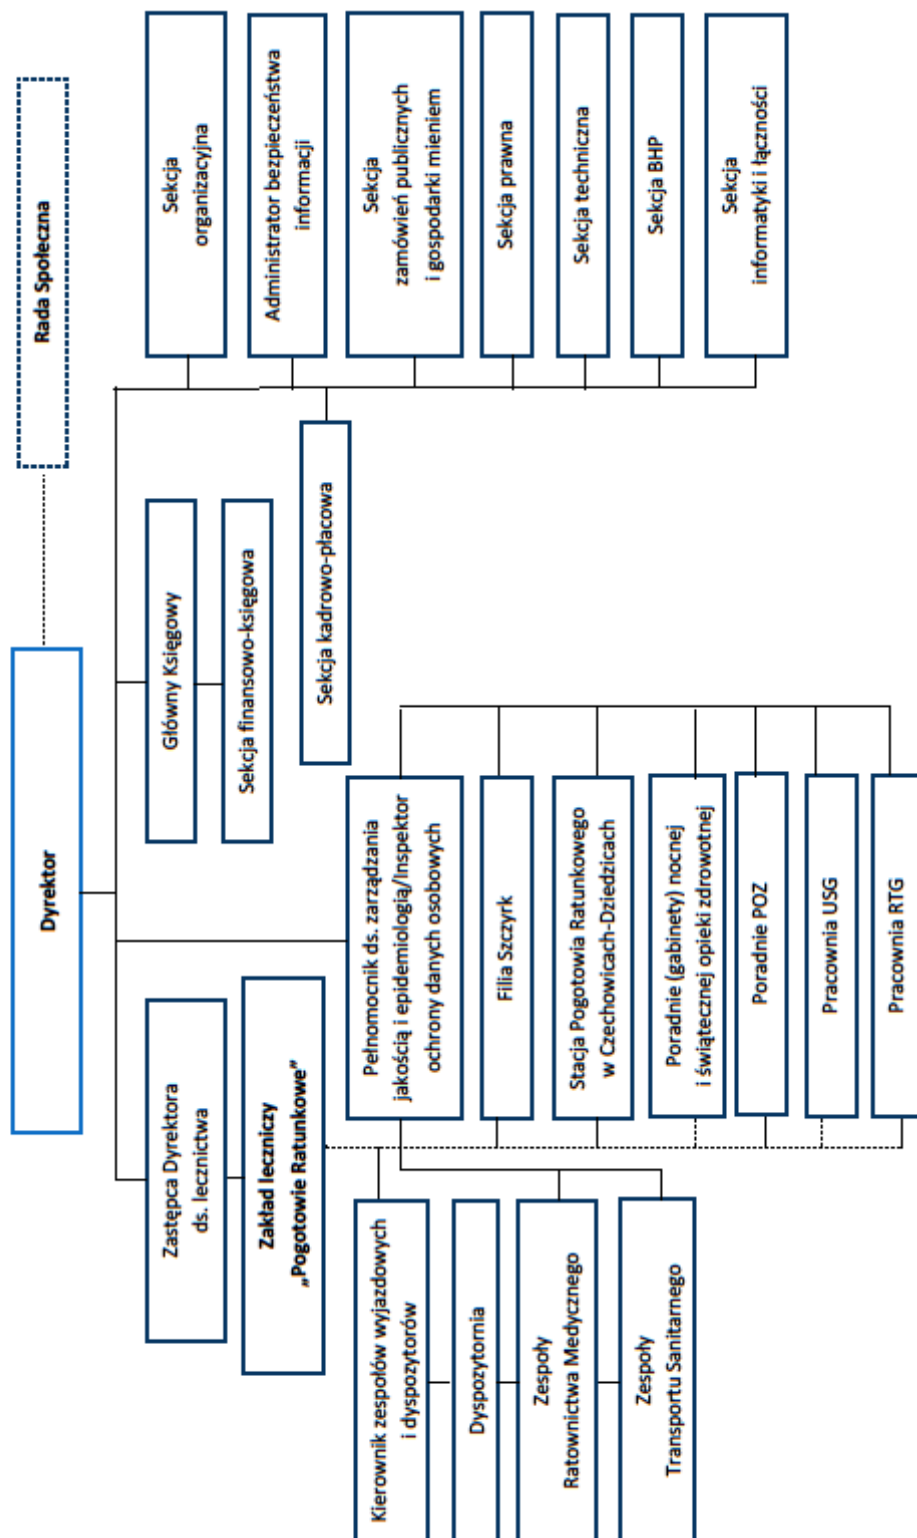 Dyrektor
Rada Społeczna
Zastępca Dyrektora
ds. lecznictwa
Zakład leczniczy
„Pogotowie Ratunkowe”
Główny Księgowy
Sekcja finansowo-księgowa
Sekcja kadrowo-płacowa
Sekcja
organizacyjna
Administrator bezpieczeństwa
informacji
Sekcja
zamówień publicznych
i gospodarki mieniem
Sekcja prawna
Sekcja techniczna
Sekcja BHP
Sekcja
informatyki i łączności
Pełnomocnik ds. zarządzania
jakością i epidemiologią/Inspektor
ochrony danych osobowych
Filia Szczyrk
Stacja Pogotowia Ratunkowego
w Czechowicach-Dziedzicach
Poradnie (gabinety) nocnej
i świątecznej opieki zdrowotnej
Poradnie POZ
Pracownia USG
Pracownia RTG
Kierownik zespołów wyjazdowych
i dyspozytorów
Dyspozytornia
Zespoły
Ratownictwa Medycznego
Zespoły
Transportu Sanitarnego